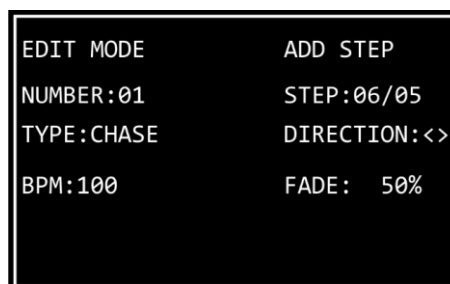 EDIT MODE ADD STEP
NUMBER:01 STEP:06/05
TYPE:CHASE DIRECTION:<>
BPM:100 FADE: 50%